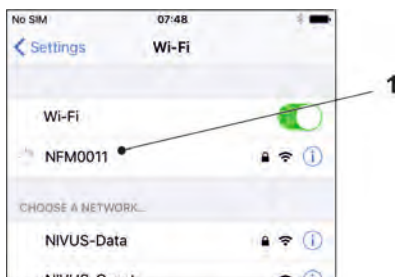 No SIM 07:48
Settings Wi-Fi
Wi-Fi
1
NFM0011
CHOOSE A NETWORK...
NIVUS-Data